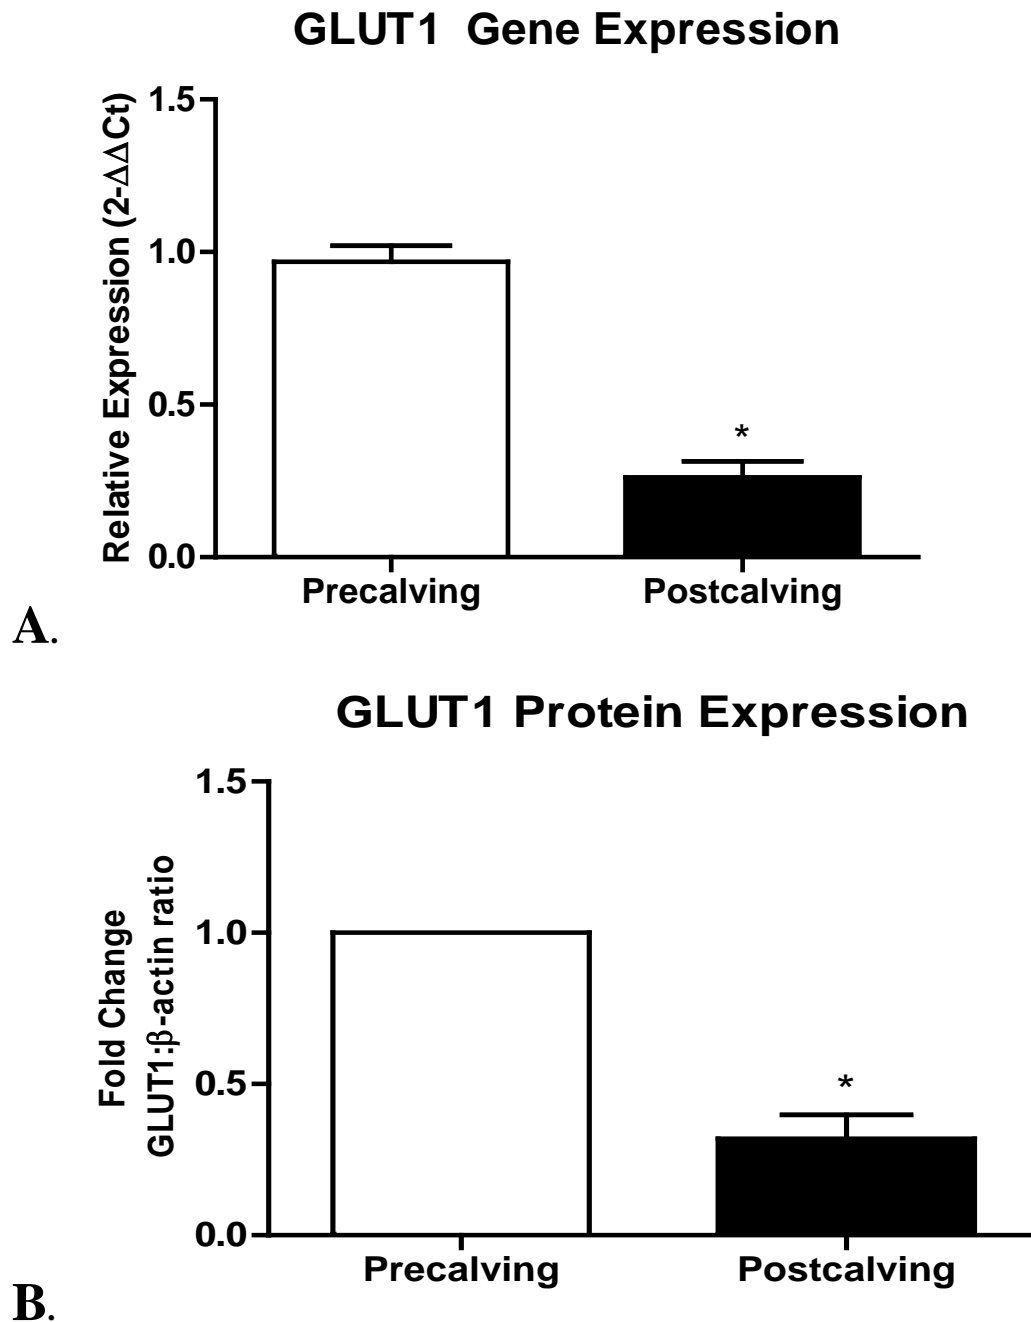 GLUT1 Gene Expression
Relative Expression (2-ΔΔCt)
1.5
1.0
0.5
0.0
*
Precalving
Postcalving
A.
GLUT1 Protein Expression
Fold Change
GLUT1:β-actin ratio
1.5
1.0
0.5
0.0
*
Precalving
Postcalving
B.